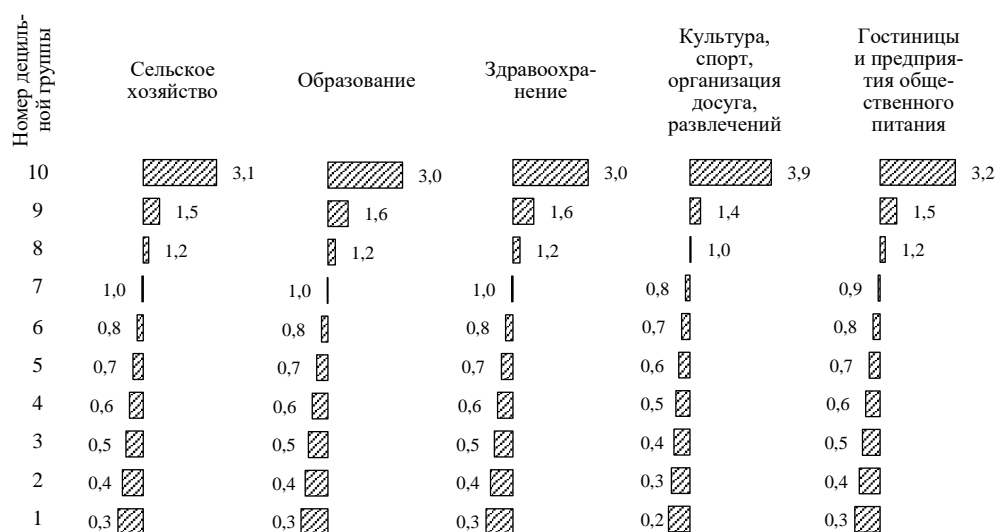 Номер дециль-
ной группы
Сельское
хозяйство
Образование
Здравоохра-
нение
Культура,
спорт,
организация
досуга,
развлечений
Гостиницы
и предприя-
тия обще-
ственного
питания
10 3,1 3,0 3,0 3,9 3,2
9 1,5 1,6 1,6 1,4 1,5
8 1,2 1,2 1,2 1,0 1,2
7 1,0 1,0 1,0 0,8 0,9
6 0,8 0,8 0,8 0,7 0,8
5 0,7 0,7 0,7 0,6 0,7
4 0,6 0,6 0,6 0,5 0,6
3 0,5 0,5 0,5 0,4 0,5
2 0,4 0,4 0,4 0,3 0,4
1 0,3 0,3 0,3 0,2 0,3